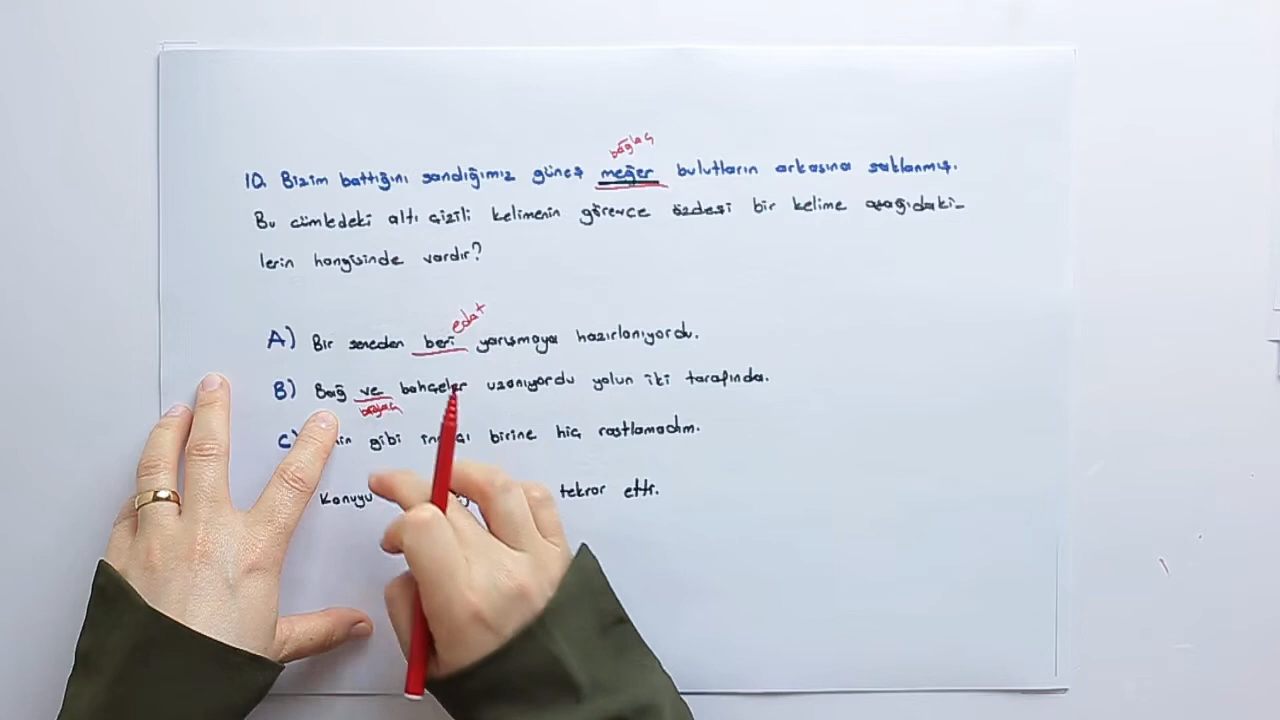 bağlaç
10. Bizim battığını sandığımız güneş meğer bulutların arkasına saklanmış.
Bu cümledeki altı çizili kelimenin görevce özdeşi bir kelime aşağıdaki-
lerin hangisinde vardır?
edat
A) Bir seneden beri yarışmaya hazırlanıyordu.
B) Bağ ve bahçeler uzanıyordu yolun iki tarafında.
bağlaç
gibi birine hiç rastlamadım.
Konuyu tekrar etti.